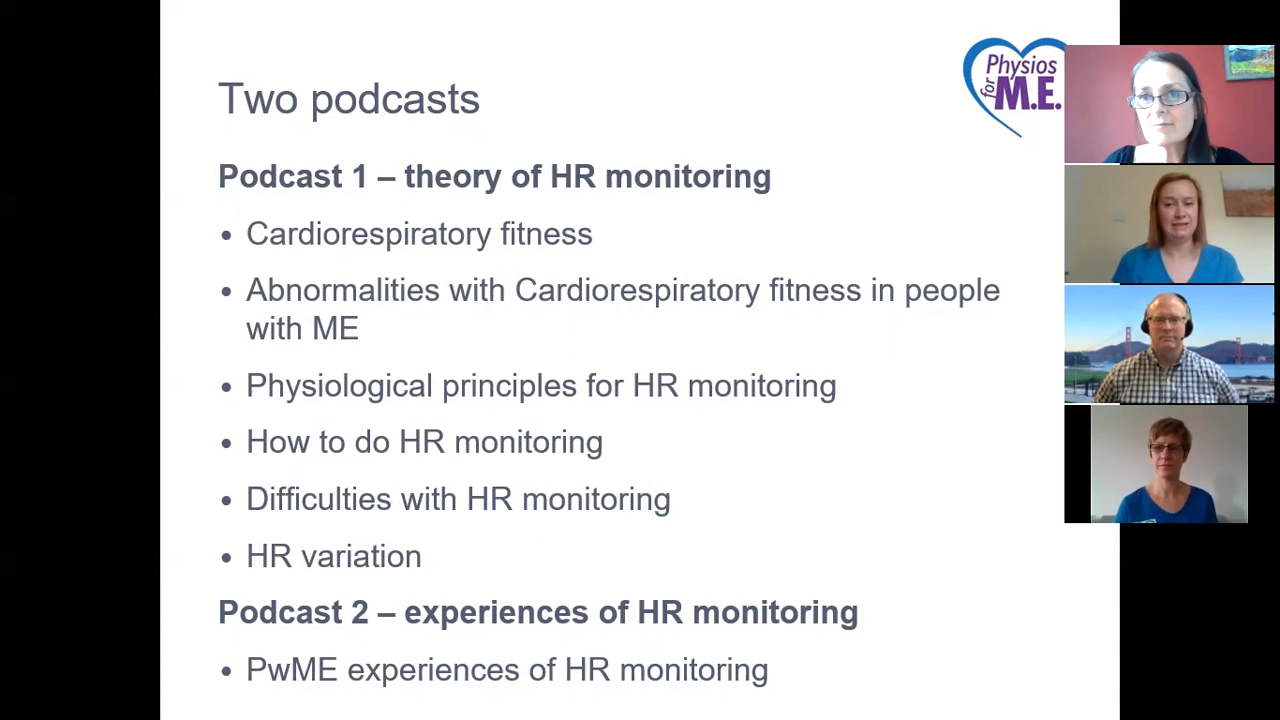 Two podcasts
Physios
for M.E.
Podcast 1 – theory of HR monitoring
• Cardiorespiratory fitness
• Abnormalities with Cardiorespiratory fitness in people
with ME
• Physiological principles for HR monitoring
• How to do HR monitoring
• Difficulties with HR monitoring
• HR variation
Podcast 2 – experiences of HR monitoring
• PwME experiences of HR monitoring